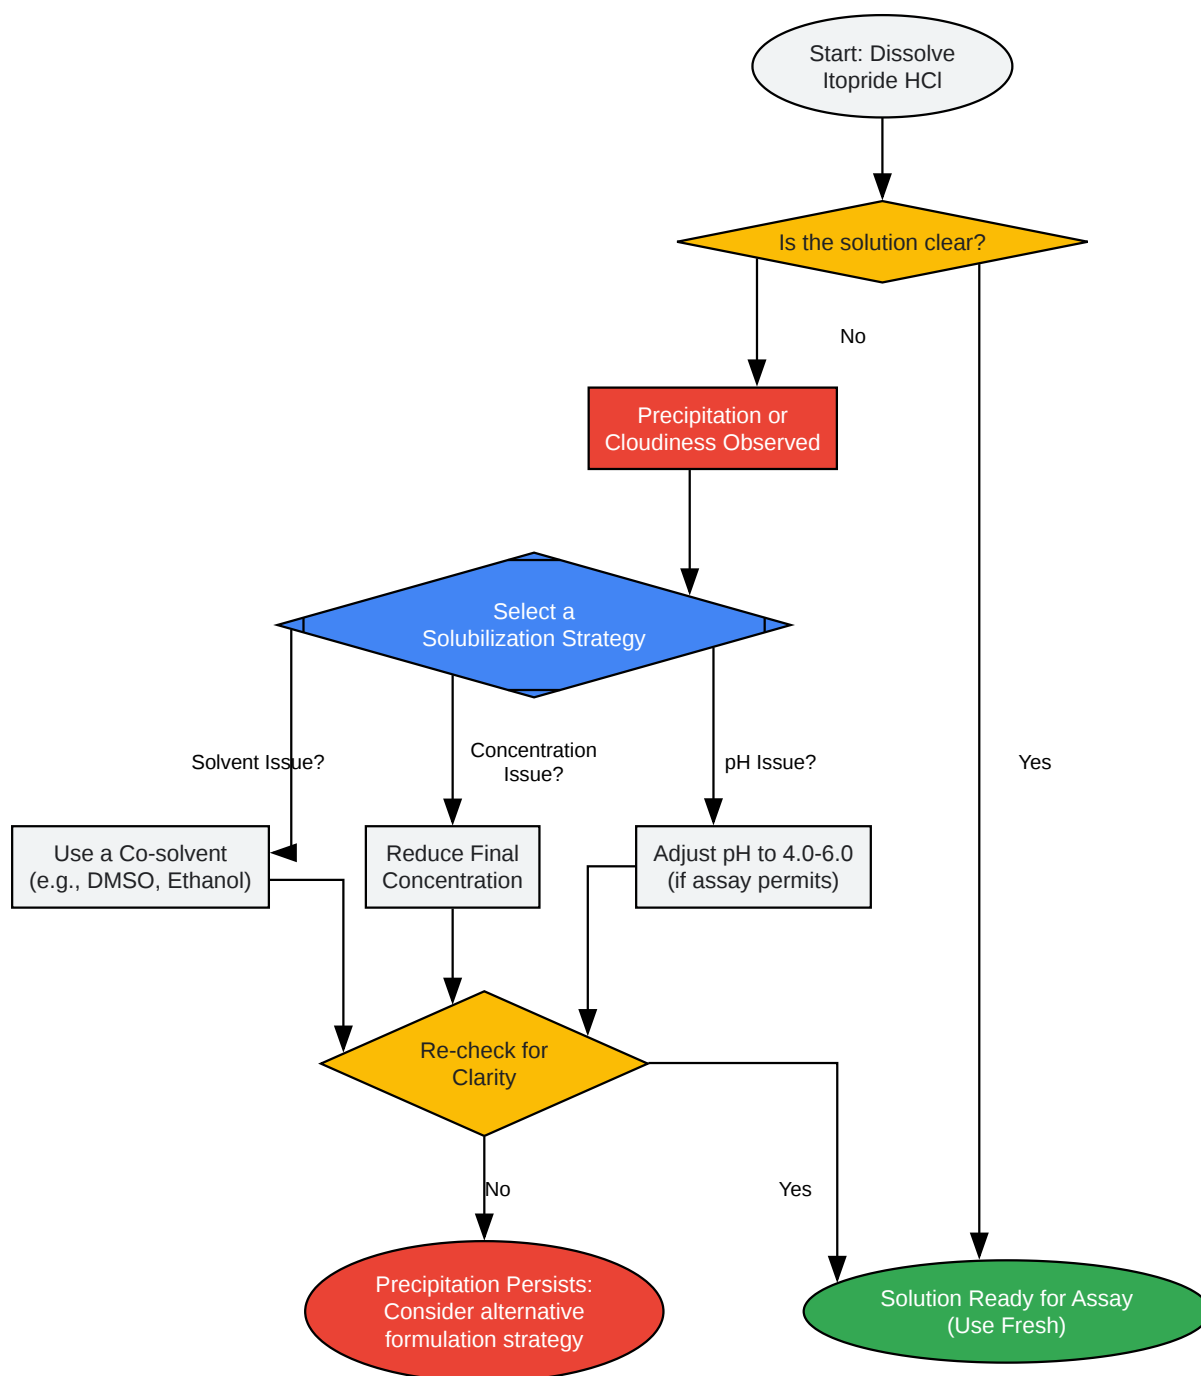 Start: Dissolve
Itopride HCl
Is the solution clear?
No
Precipitation or
Cloudiness Observed
Select a
Solubilization Strategy
Solvent Issue?
Concentration
Issue?
pH Issue?
Yes
Use a Co-solvent
(e.g., DMSO, Ethanol)
Reduce Final
Concentration
Adjust pH to 4.0-6.0
(if assay permits)
Re-check for
Clarity
No
Yes
Precipitation Persists:
Consider alternative
formulation strategy
Solution Ready for Assay
(Use Fresh)